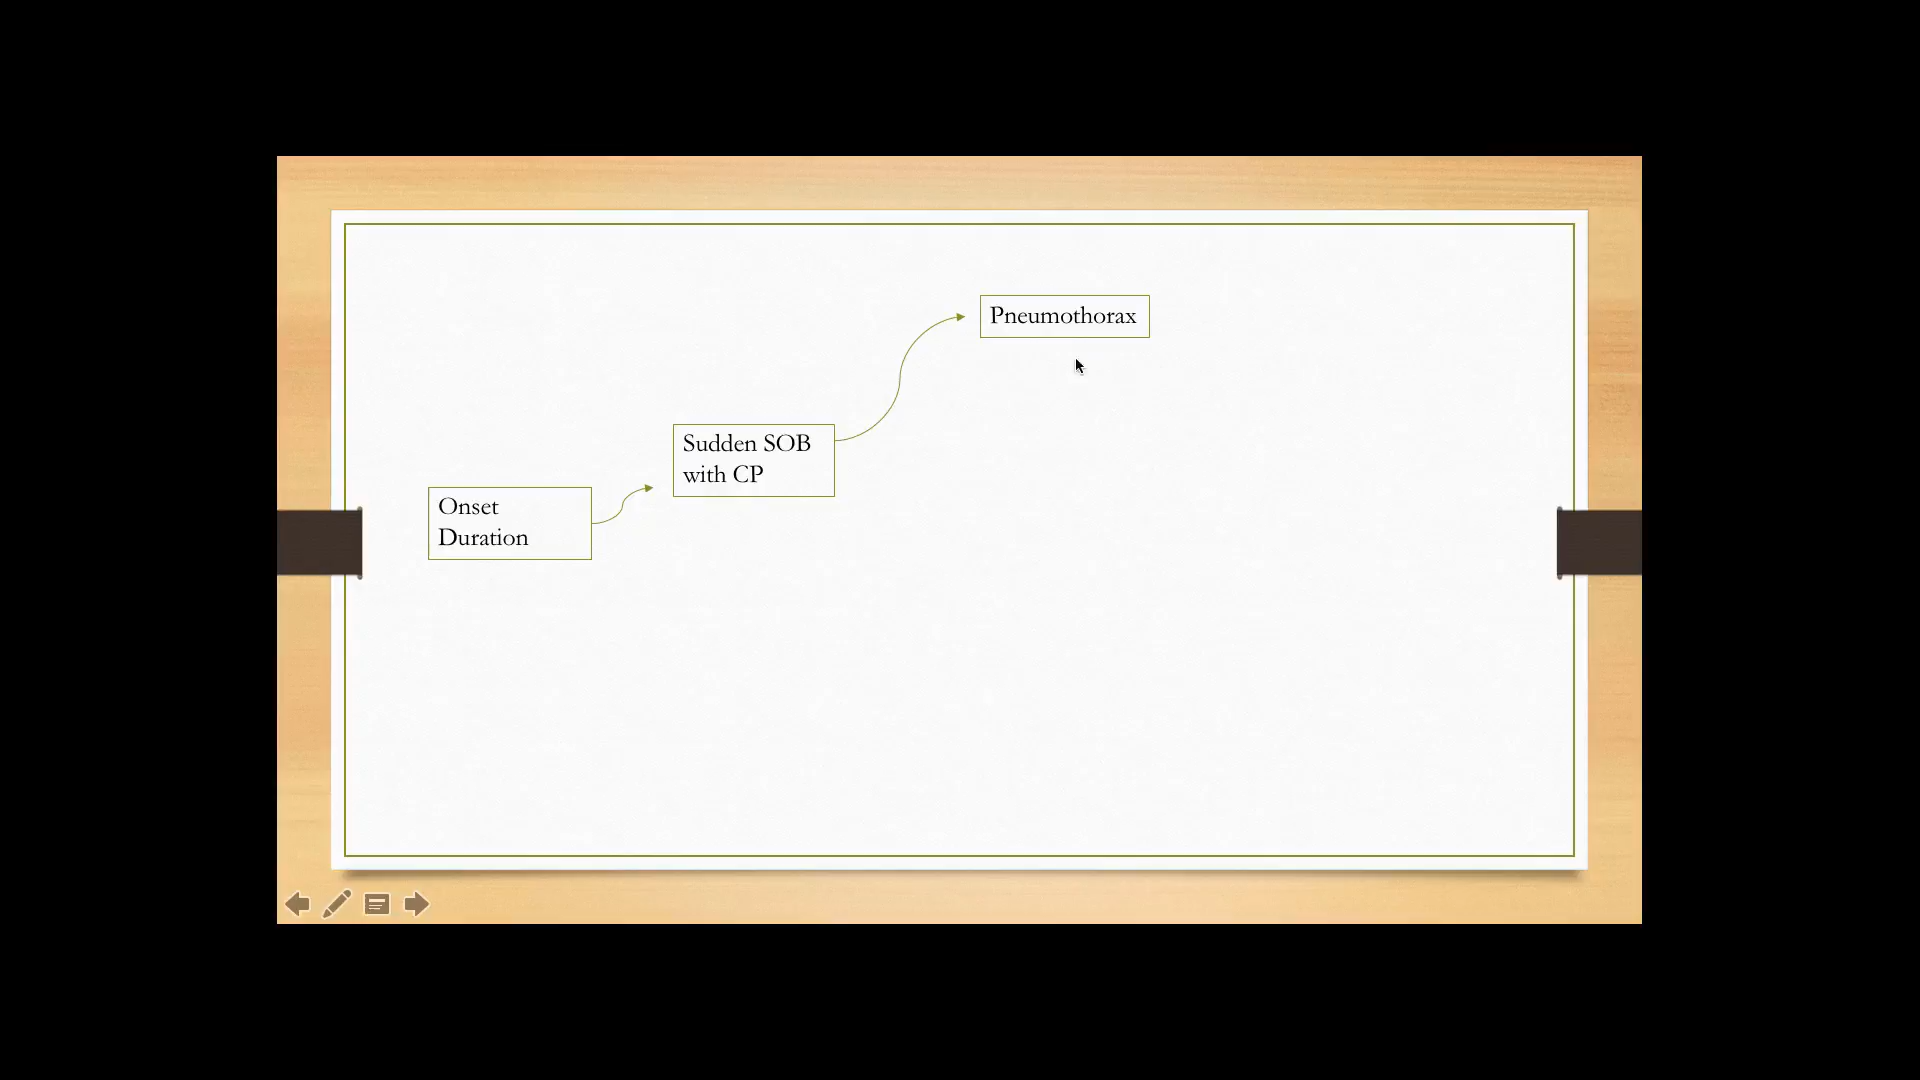 Pneumothorax
Sudden SOB
with CP
Onset
Duration